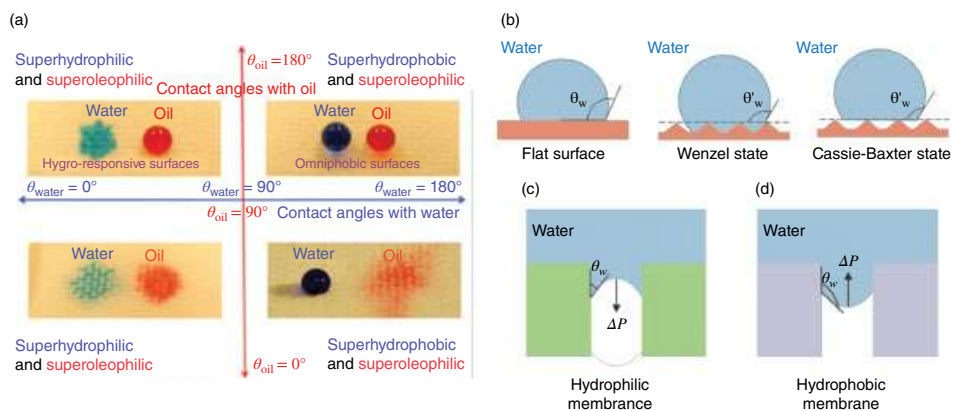 (a)
Superhydrophilic
and superoleophilic
θoil = 180°
Superhydrophobic
and superoleophilic
Contact angles with oil
Water Oil
Hygro-responsive surfaces
Water Oil
Omniphobic surfaces
θwater = 0°
θwater = 90°
θwater = 180°
θoil = 90°
Contact angles with water
Water Oil
Water Oil
Superhydrophilic
and superoleophilic
θoil = 0°
Superhydrophobic
and superoleophilic
(b)
Water
θw
Flat surface
Water
θ'w
Wenzel state
Water
θ'w
Cassie-Baxter state
(c)
Water
θw
ΔP
Hydrophilic
membrance
(d)
Water
θw
ΔP
Hydrophobic
membrane